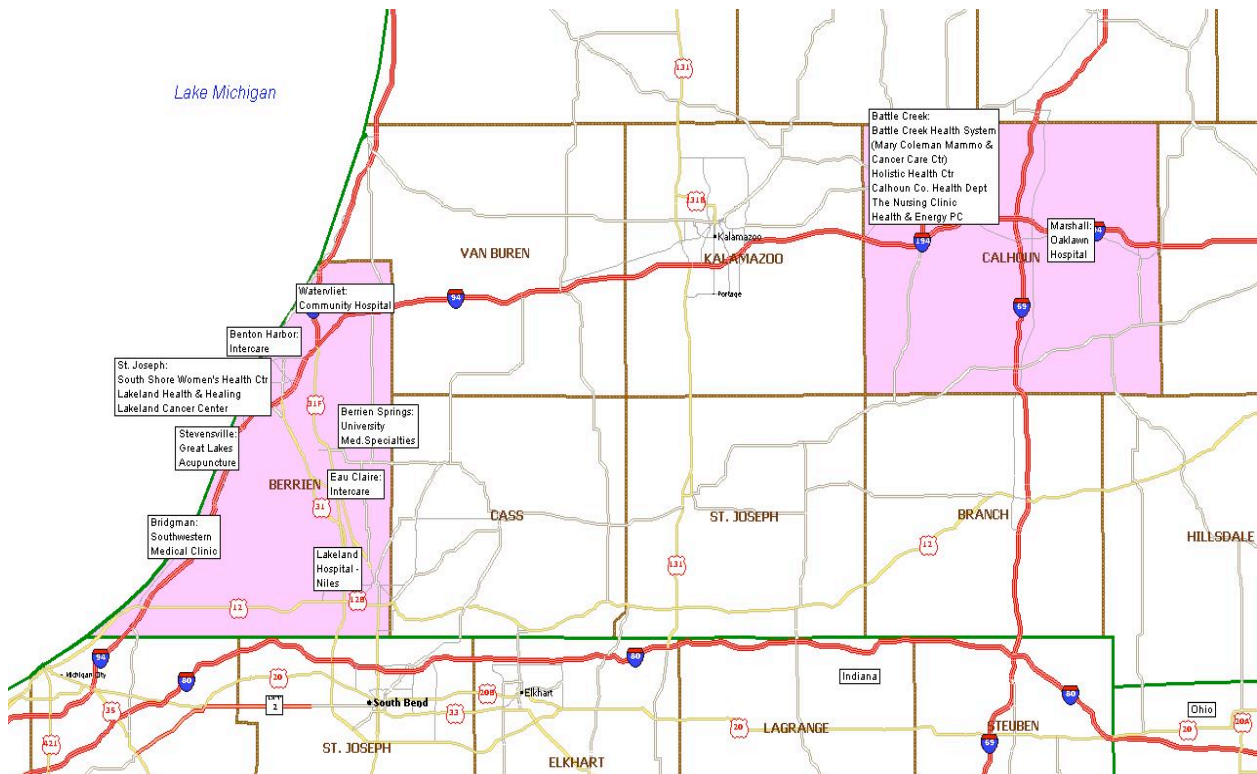 131
Lake Michigan
Battle Creek:
Battle Creek Health System
(Mary Coleman Mammo &
Cancer Care Ctr)
Holistic Health Ctr
Calhoun Co. Health Dept
The Nursing Clinic
Health & Energy PC
131B
Kalamazoo
194
Marshall:
Oaklawn
Hospital
94
VAN BUREN
KALAMAZOO
CALHOUN
Watervliet:
Community Hospital
94
Portage
69
Benton Harbor:
Intercare
St. Joseph:
South Shore Women's Health Ctr
Lakeland Health & Healing
Lakeland Cancer Center
31F
Berrien Springs:
University
Med.Specialties
Stevensville:
Great Lakes
Acupuncture
Eau Claire:
Intercare
BERRIEN
31
CASS
ST. JOSEPH
BRANCH
HILLSDALE
Bridgman:
Southwestern
Medical Clinic
Lakeland
Hospital -
Niles
12
131
12
12B
94
80
Michigan City
80
20
Indiana
80
20B
Elkhart
South Bend
2
35
33
Ohio
421
20
LAGRANGE
STEUBEN
20
20A
69
ST. JOSEPH
ELKHART